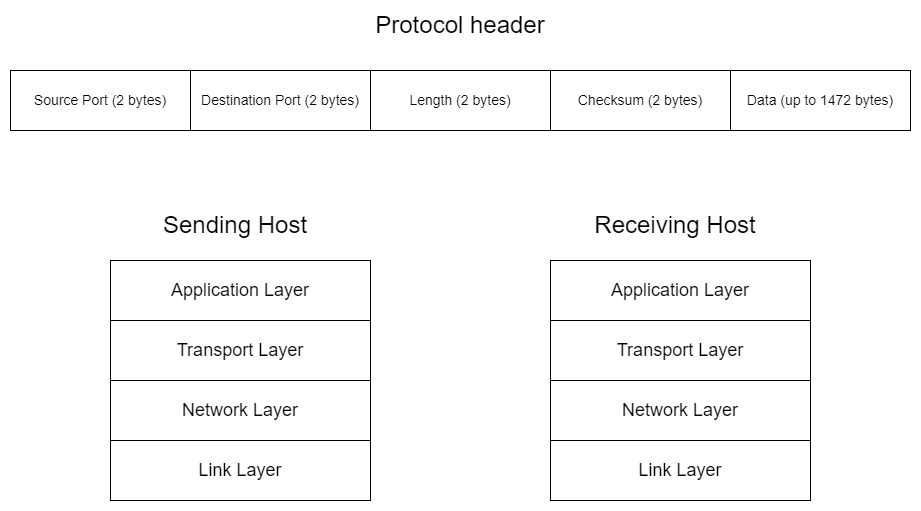 Protocol header
Source Port (2 bytes)
Destination Port (2 bytes)
Length (2 bytes)
Checksum (2 bytes)
Data (up to 1472 bytes)
Sending Host
Application Layer
Transport Layer
Network Layer
Link Layer
Receiving Host
Application Layer
Transport Layer
Network Layer
Link Layer